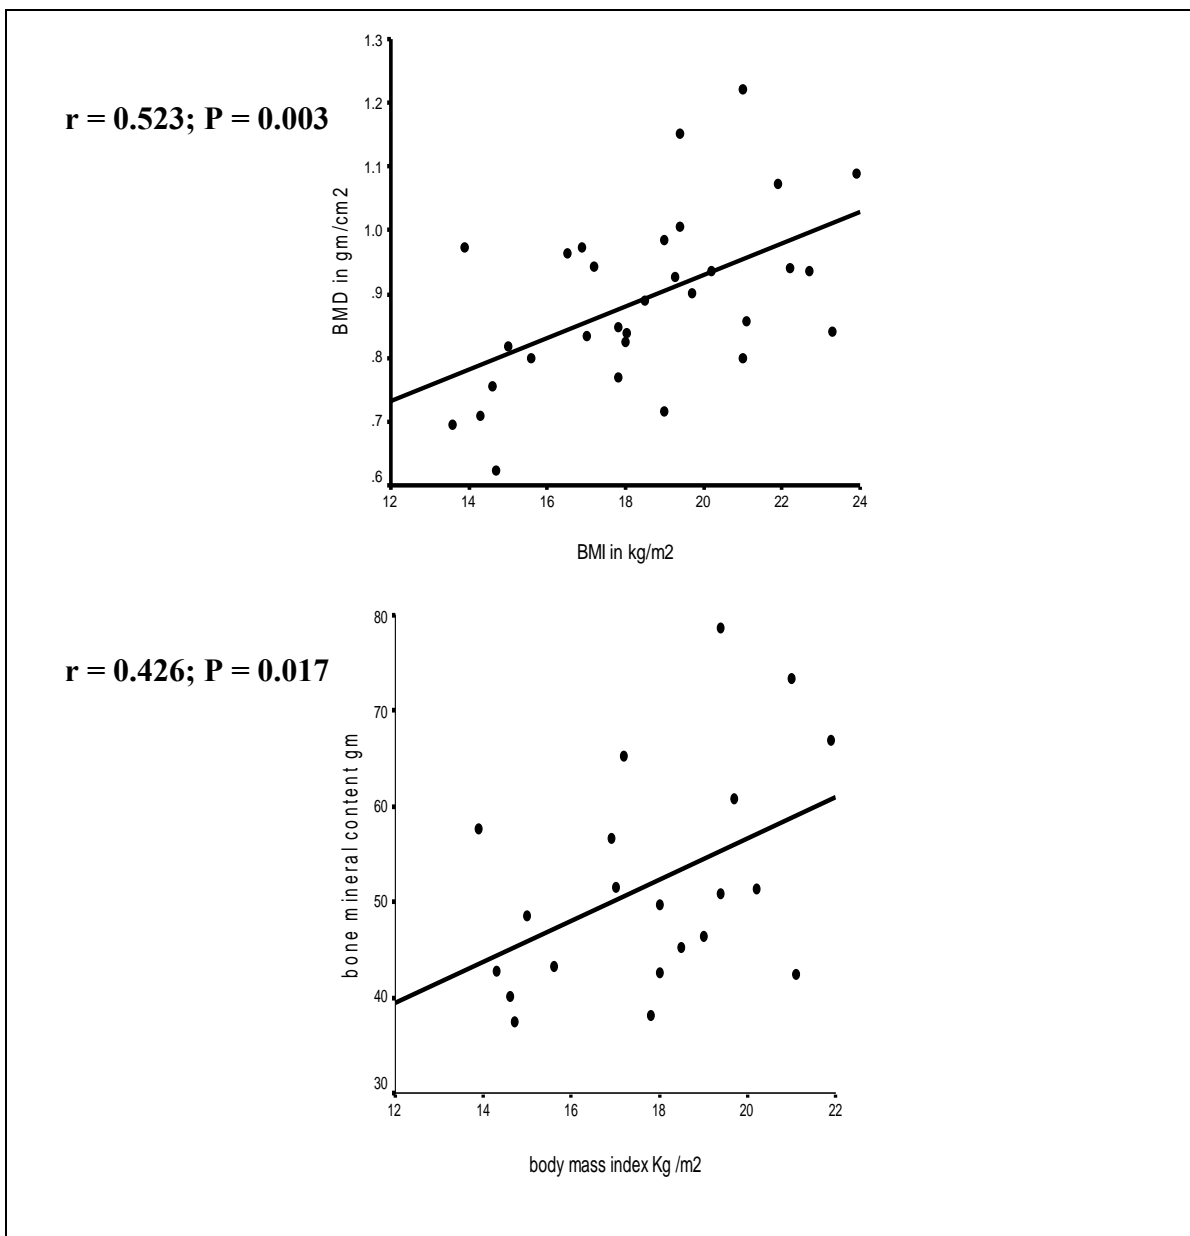 r = 0.523; P = 0.003
BMD in gm/cm2
1.3
1.2
1.1
1.0
.9
.8
.7
.6
12 14 16 18 20 22 24
BMI in kg/m2
r = 0.426; P = 0.017
bone mineral content gm
80
70
60
50
40
30
12 14 16 18 20 22
body mass index Kg /m2